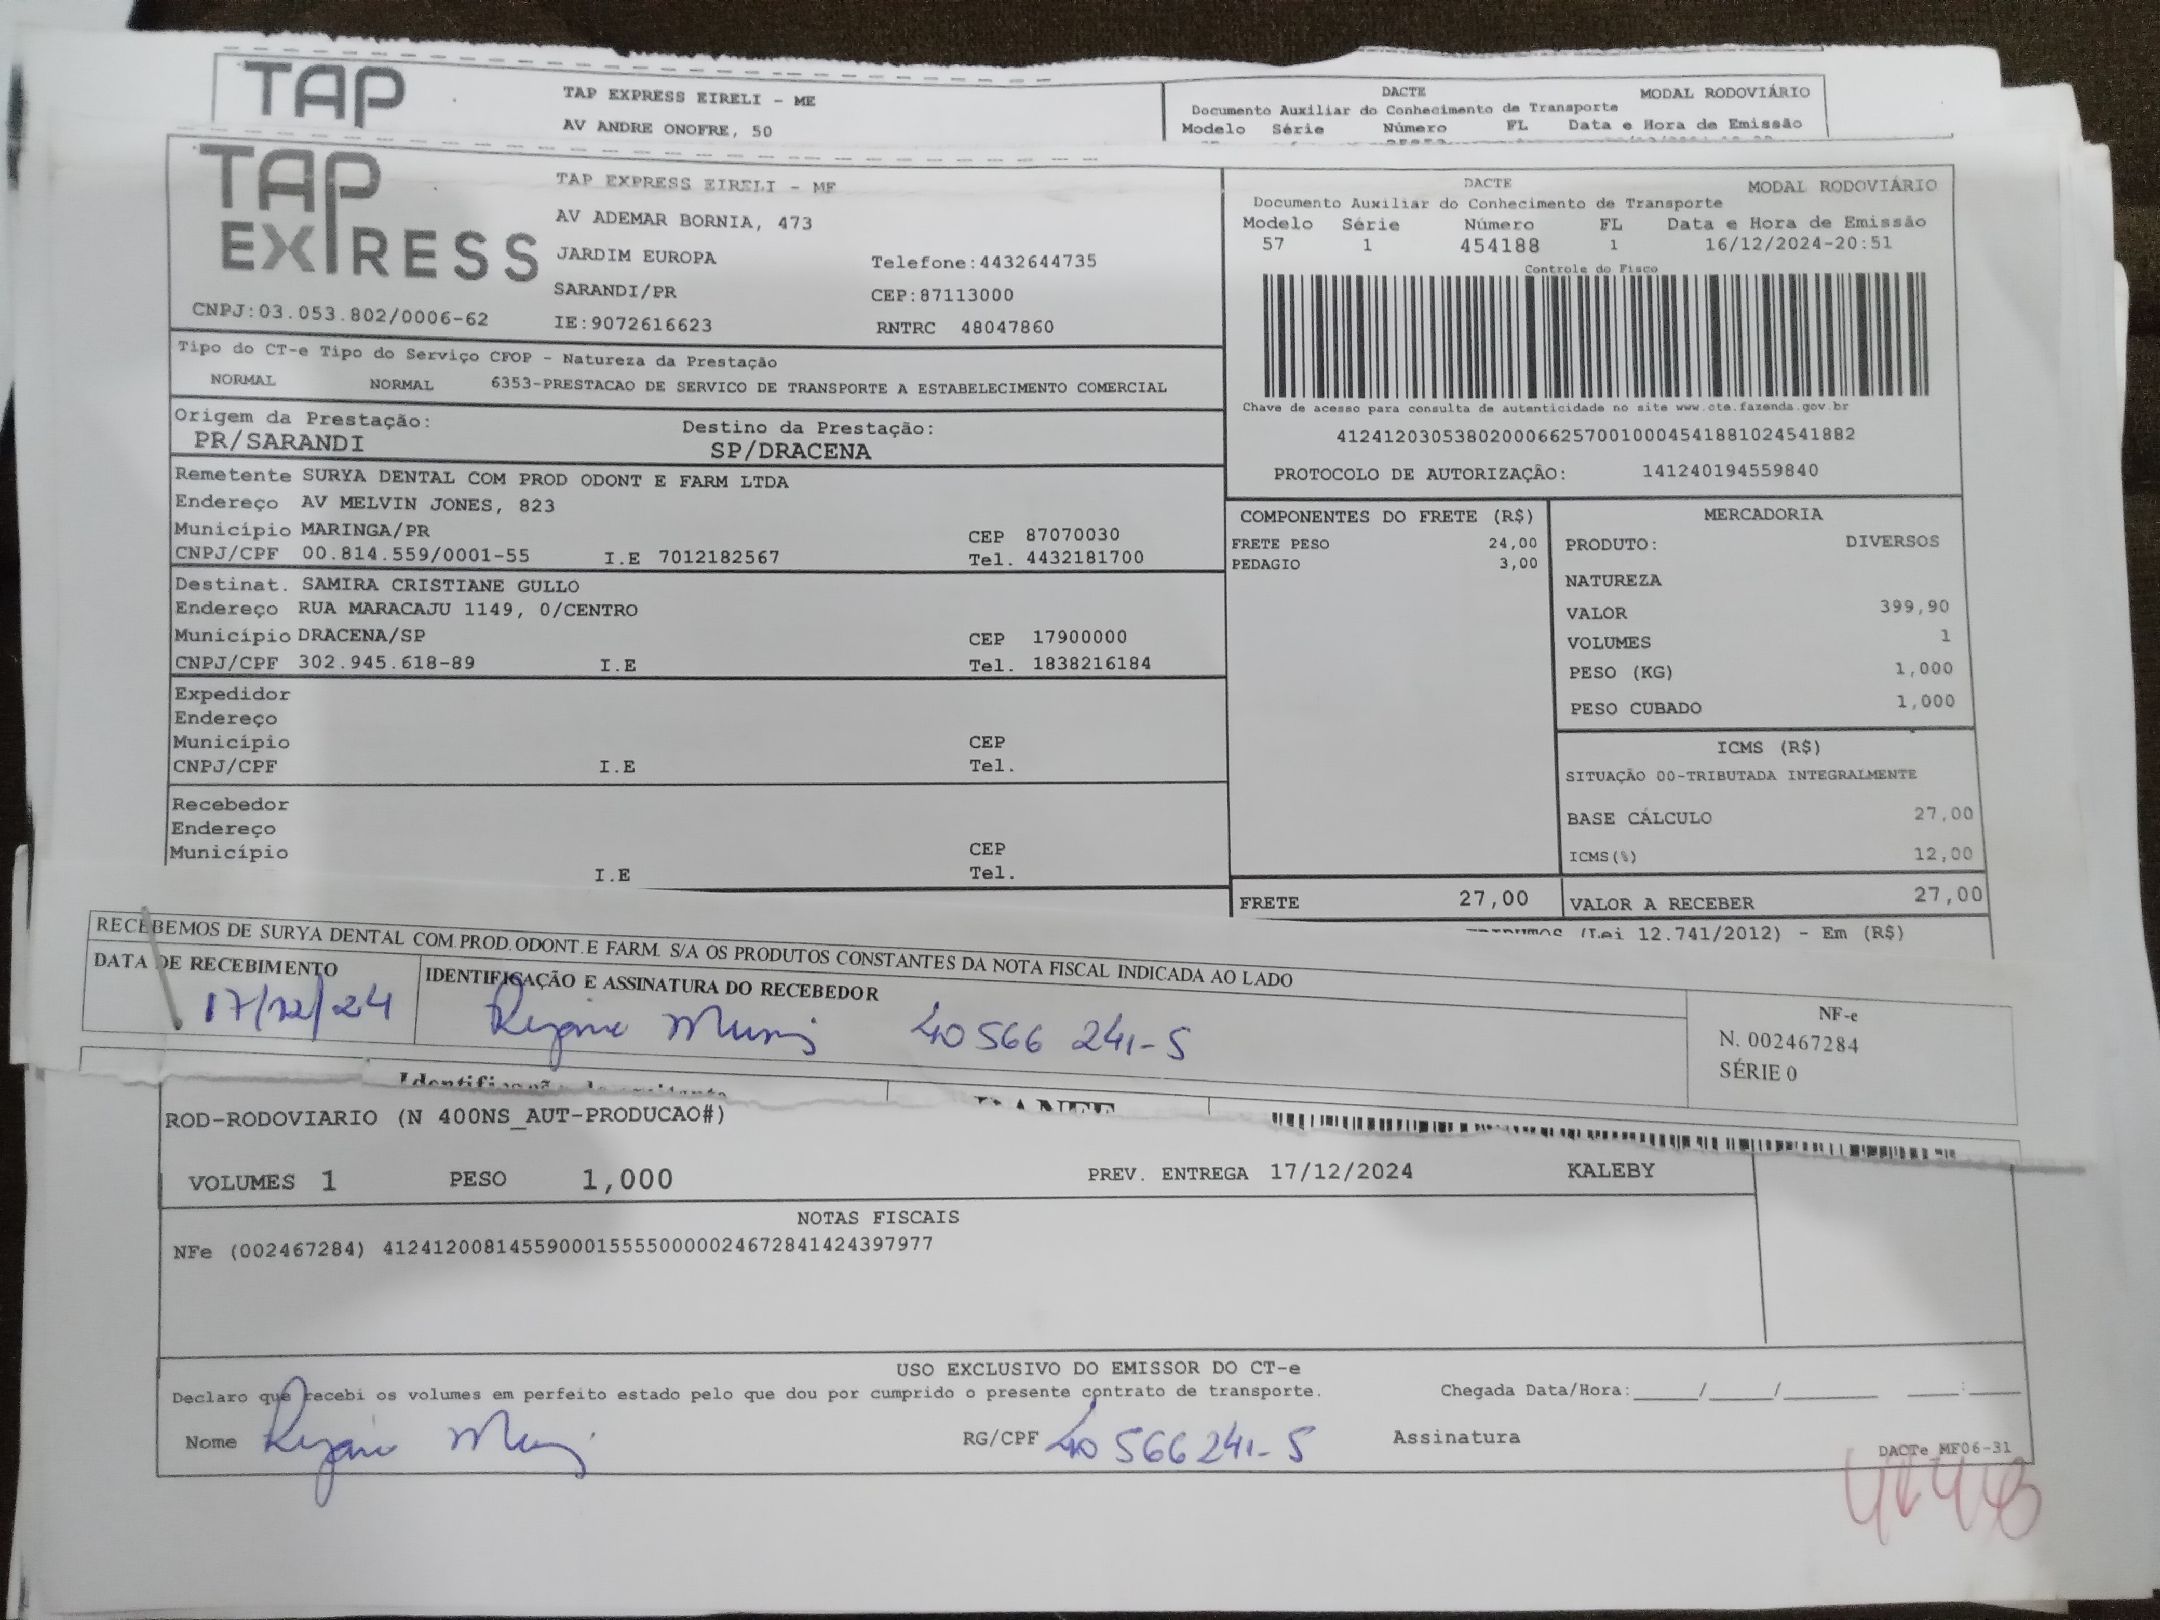 TAP
TAP EXPRESS EIRELI - ME
AV ANDRE ONOFRE, 50
DACTE MODAL RODOVIÁRIO
Documento Auxiliar do Conhecimento de Transporte
Modelo Série Número FL Data e Hora de Emissão
TAP EXPRESS
TAP EXPRESS EIRELI - ME
AV ADEMAR BORNIA, 473
JARDIM EUROPA Telefone:4432644735
SARANDI/PR CEP:87113000
CNPJ:03.053.802/0006-62 IE:9072616623 RNTRC 48047860
DACTE MODAL RODOVIÁRIO
Documento Auxiliar do Conhecimento de Transporte
Modelo Série Número FL Data e Hora de Emissão
57 1 454188 1 16/12/2024-20:51
Controle do Fisco
Chave de acesso para consulta de autenticidade no site www.cte.fazenda.gov.br
41241203053802000662570010004541881024541882
PROTOCOLO DE AUTORIZAÇÃO: 141240194559840
Tipo do CT-e Tipo do Serviço CFOP - Natureza da Prestação
NORMAL NORMAL 6353-PRESTACAO DE SERVICO DE TRANSPORTE A ESTABELECIMENTO COMERCIAL
Origem da Prestação: Destino da Prestação:
PR/SARANDI SP/DRACENA
Remetente SURYA DENTAL COM PROD ODONT E FARM LTDA
Endereço AV MELVIN JONES, 823
Município MARINGA/PR CEP 87070030
CNPJ/CPF 00.814.559/0001-55 I.E 7012182567 Tel. 4432181700
Destinat. SAMIRA CRISTIANE GULLO
Endereço RUA MARACAJU 1149, 0/CENTRO
Município DRACENA/SP CEP 17900000
CNPJ/CPF 302.945.618-89 I.E Tel. 1838216184
Expedidor
Endereço
Município CEP
CNPJ/CPF I.E Tel.
Recebedor
Endereço
Município CEP
I.E Tel.
COMPONENTES DO FRETE (R$)
FRETE PESO 24,00
PEDAGIO 3,00
FRETE 27,00
MERCADORIA
PRODUTO: DIVERSOS
NATUREZA
VALOR 399,90
VOLUMES 1
PESO (KG) 1,000
PESO CUBADO 1,000
ICMS (R$)
SITUAÇÃO 00-TRIBUTADA INTEGRALMENTE
BASE CÁLCULO 27,00
ICMS(%) 12,00
VALOR A RECEBER 27,00
(Lei 12.741/2012) - Em (R$)
RECEBEMOS DE SURYA DENTAL COM.PROD.ODONT.E FARM. S/A OS PRODUTOS CONSTANTES DA NOTA FISCAL INDICADA AO LADO
DATA DE RECEBIMENTO IDENTIFICAÇÃO E ASSINATURA DO RECEBEDOR
17/12/24 40 566 241-5
NF-e
N. 002467284
SÉRIE 0
ROD-RODOVIARIO (N 400NS_AUT-PRODUCAO#)
VOLUMES 1 PESO 1,000 PREV. ENTREGA 17/12/2024 KALEBY
NOTAS FISCAIS
NFe (002467284) 41241200814559000155550000024672841424397977
USO EXCLUSIVO DO EMISSOR DO CT-e
Declaro que recebi os volumes em perfeito estado pelo que dou por cumprido o presente contrato de transporte. Chegada Data/Hora:_____/_____/________ _____:_____
Nome RG/CPF 40 566 241-5 Assinatura
DACTe MF06-31